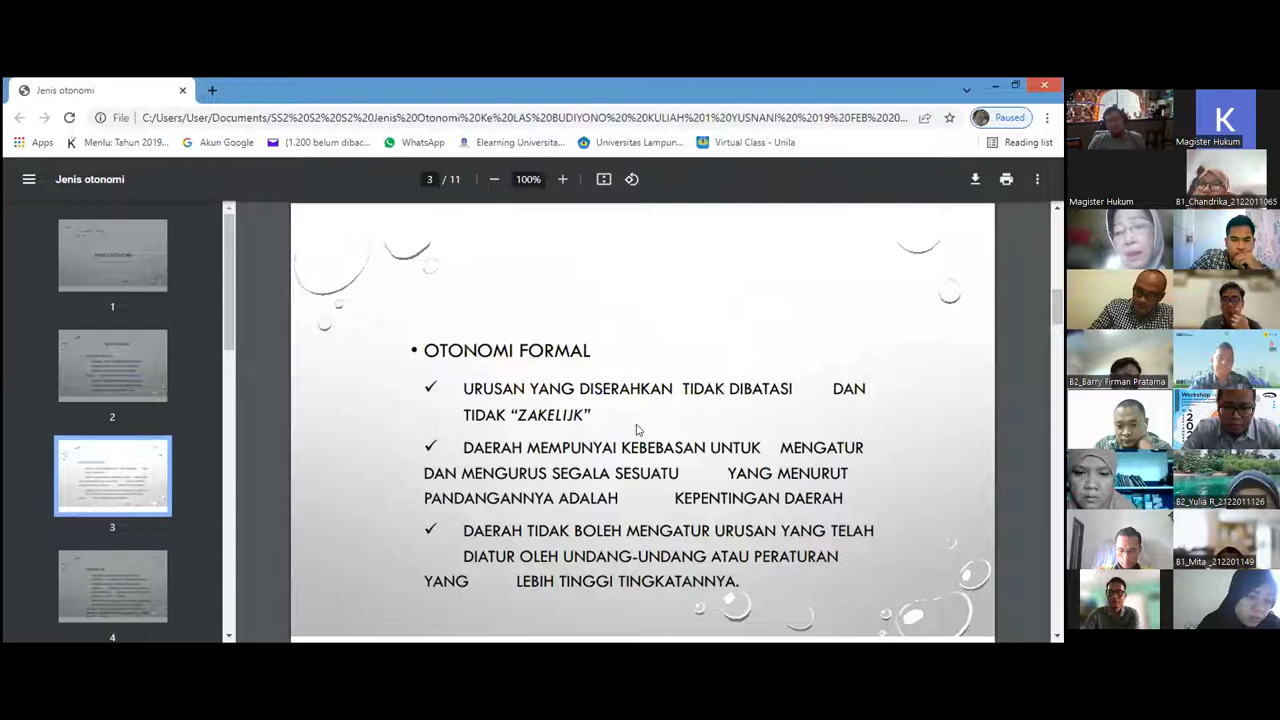 Jenis otonomi
File
C:/Users/User/Documents/SS2%20S2%20S2%20Jenis%20Otonomi%20Ke%20LAS%20BUDIYONO%20%20KULIAH%201%20YUSNANI%20%2019%20FEB%2020...
Paused
Apps
Menlu: Tahun 2019...
Akun Google
(1.200 belum dibac...
WhatsApp
Elearning Universita...
Universitas Lampun...
Virtual Class - Unila
Reading list
Jenis otonomi
3 / 11
100%
1
2
3
4
• OTONOMI FORMAL
✓ URUSAN YANG DISERAHKAN TIDAK DIBATASI DAN
TIDAK “ZAKELIJK”
✓ DAERAH MEMPUNYAI KEBEBASAN UNTUK MENGATUR
DAN MENGURUS SEGALA SESUATU YANG MENURUT
PANDANGANNYA ADALAH KEPENTINGAN DAERAH
✓ DAERAH TIDAK BOLEH MENGATUR URUSAN YANG TELAH
DIATUR OLEH UNDANG-UNDANG ATAU PERATURAN
YANG LEBIH TINGGI TINGKATANNYA.
K
Magister Hukum
Magister Hukum
B1_Chandrika_2122011065
B2_Barry Firman Pratama
Workshop
B2_Yulia R_2122011126
B1_Mita _212201149